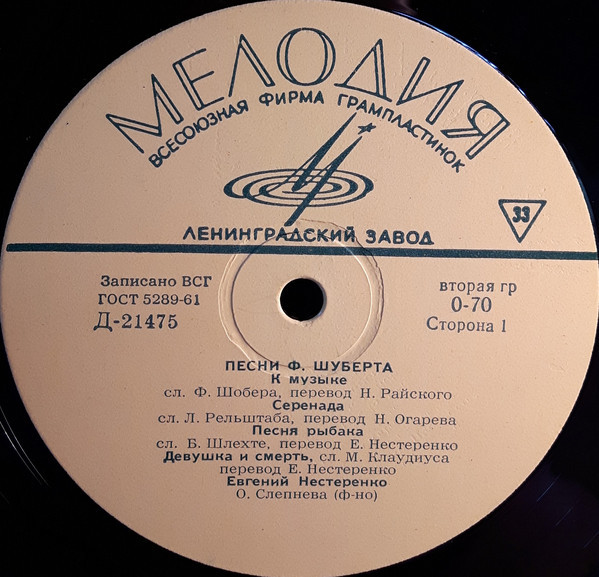 МЕЛОДИЯ
ВСЕСОЮЗНАЯ ФИРМА ГРАМПЛАСТИНОК
ЛЕНИНГРАДСКИЙ ЗАВОД
33
Записано ВСГ
ГОСТ 5289-61
Д-21475
вторая гр
0-70
Сторона 1
ПЕСНИ Ф. ШУБЕРТА
К музыке
сл. Ф. Шобера, перевод Н. Райского
Серенада
сл. Л. Рельштаба, перевод Н. Огарева
Песня рыбака
сл. Б. Шлехте, перевод Е. Нестеренко
Девушка и смерть, сл. М. Клаудиуса
перевод Е. Нестеренко
Евгений Нестеренко
О. Слепнева (ф-но)